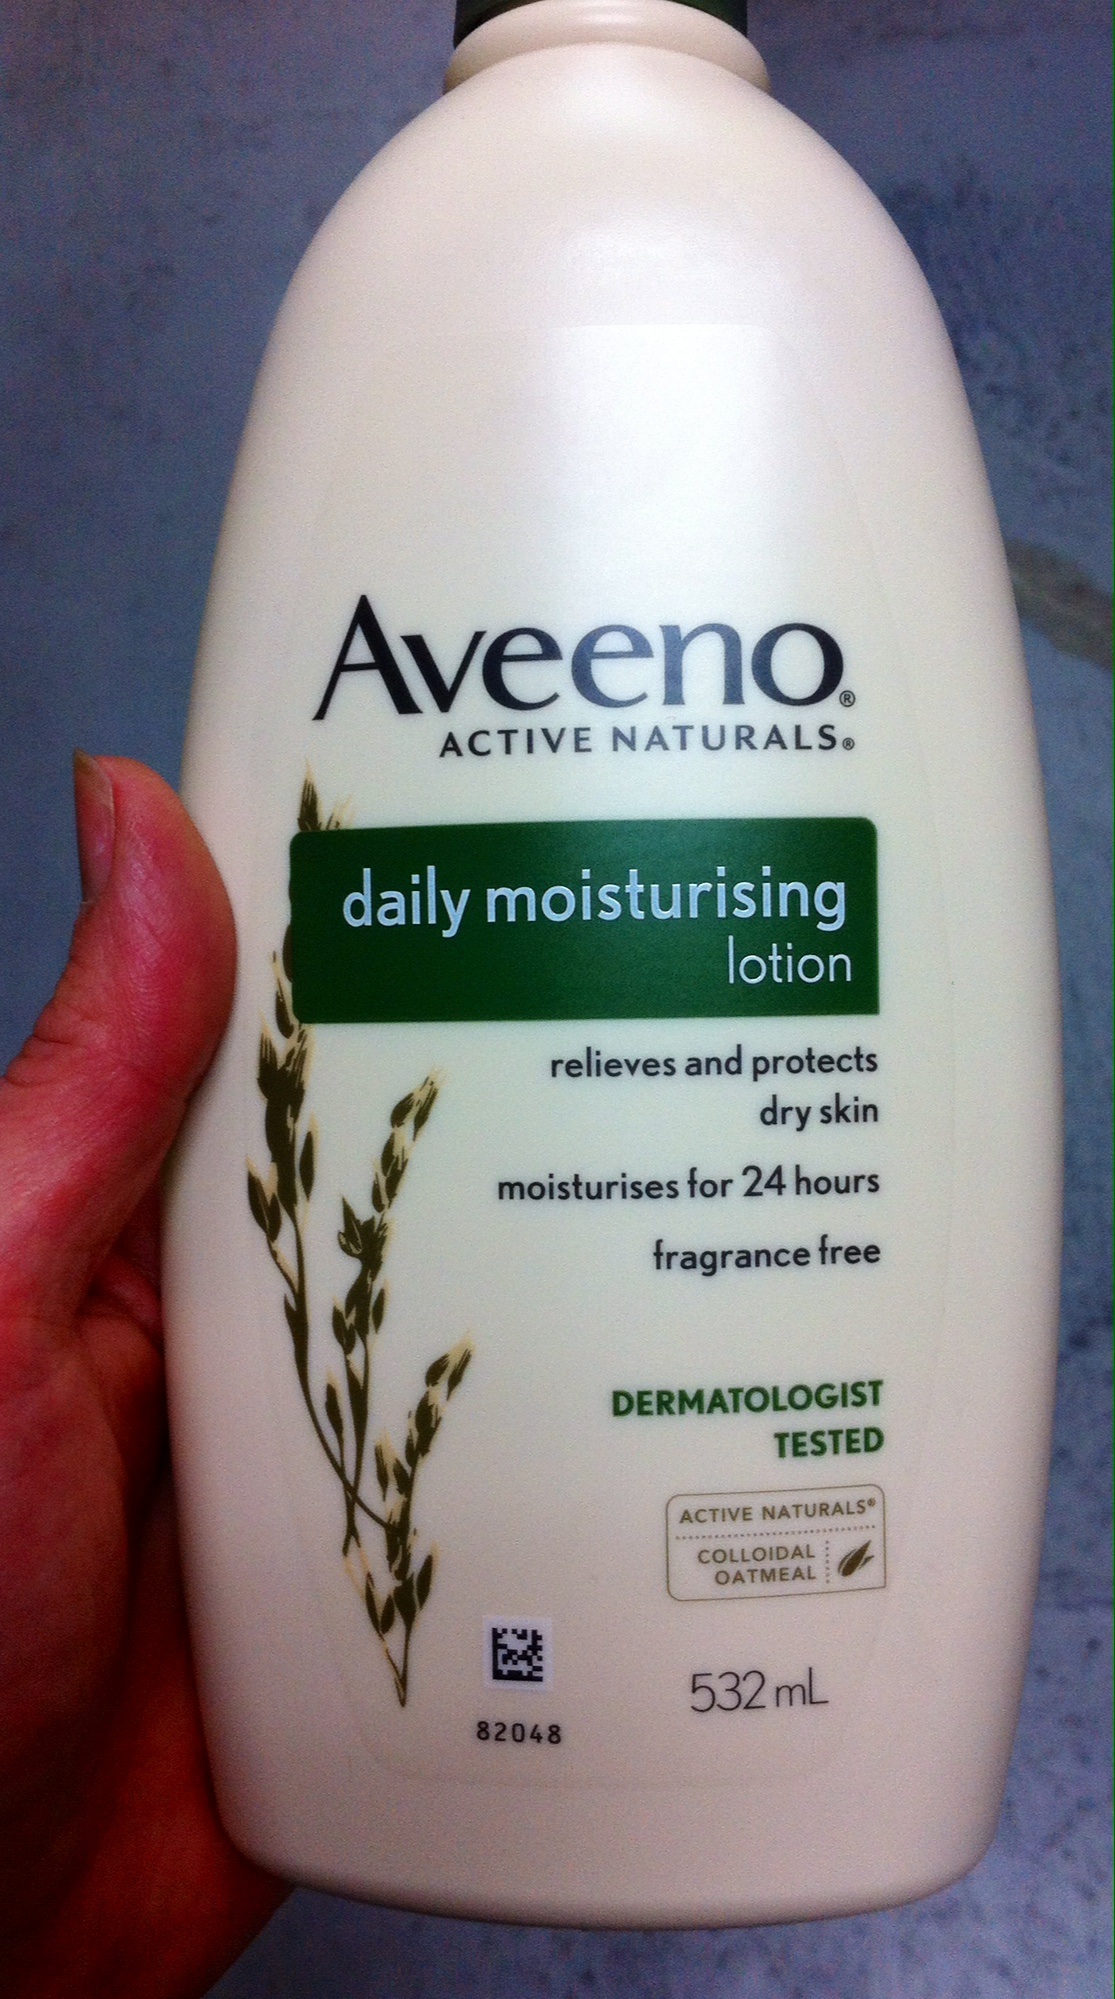 Aveeno®
ACTIVE NATURALS®
daily moisturising
lotion
relieves and protects
dry skin
moisturises for 24 hours
fragrance free
DERMATOLOGIST
TESTED
ACTIVE NATURALS®
COLLOIDAL
OATMEAL
532 mL
82048